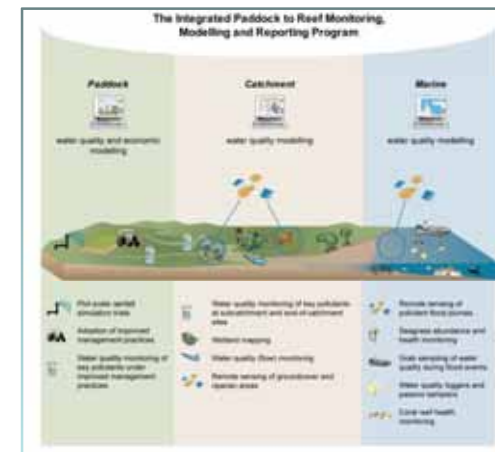 The Integrated Paddock to Reef Monitoring,
Modelling and Reporting Program
Paddock
Catchment
Marine
water quality and economic
modelling
water quality modelling
water quality modelling
Plot scale rainfall
simulation trials
Adoption of improved
management practices
Water quality monitoring of
key pollutants under
improved management
practices
Water quality monitoring of key pollutants
at subcatchment and end-of-catchment
sites
Wetland mapping
Water quality (flow) monitoring
Remote sensing of groundcover and
riparian areas
Remote sensing of
pollutant flood plumes
Seagrass abundance and
health monitoring
Grab sampling of water
quality during flood events
Water quality loggers and
passive samplers
Coral reef health
monitoring